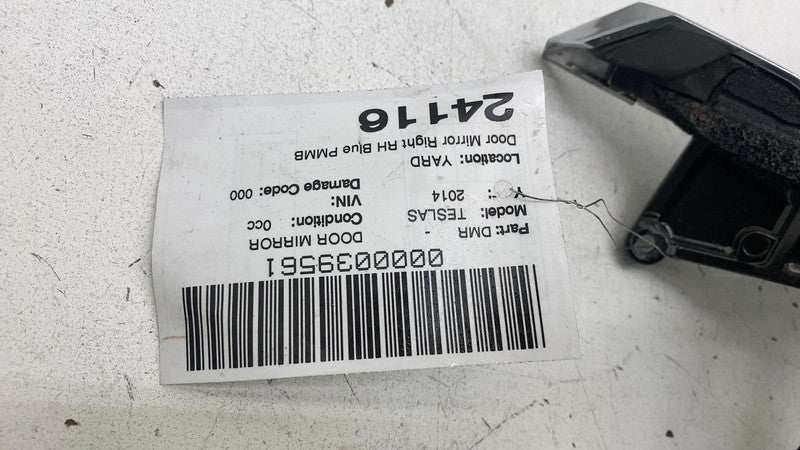 0000039561
Part: DMR - DOOR MIRROR
Model: TESLAS Condition: 0cc
2014 VIN:
Damage Code: 000
Location: YARD
Door Mirror Right RH Blue PMMB
24116